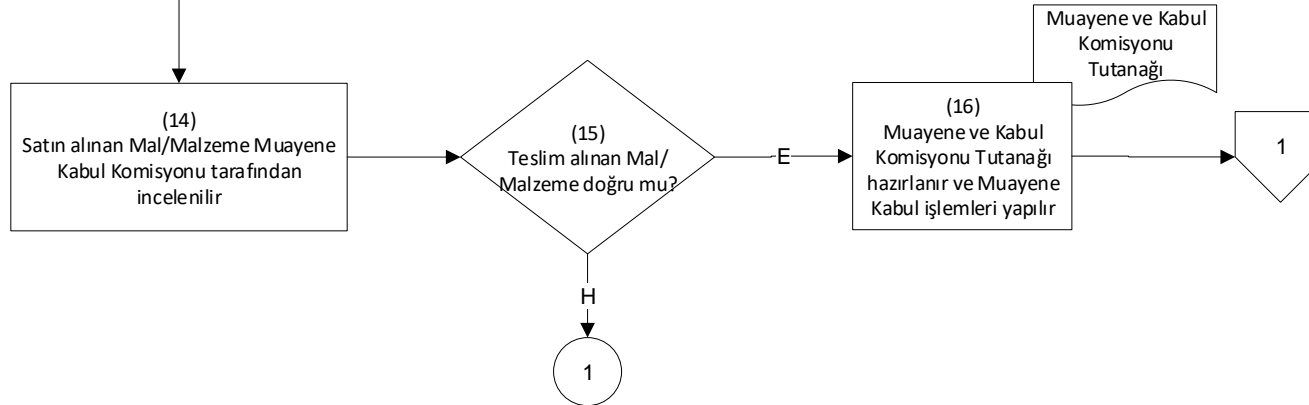 Muayene ve Kabul
Komisyonu
Tutanağı
(14)
Satın alınan Mal/Malzeme Muayene
Kabul Komisyonu tarafından
incelenilir
(15)
Teslim alınan Mal/
Malzeme doğru mu?
E
(16)
Muayene ve Kabul
Komisyonu Tutanağı
hazırlanır ve Muayene
Kabul işlemleri yapılır
1
H
1